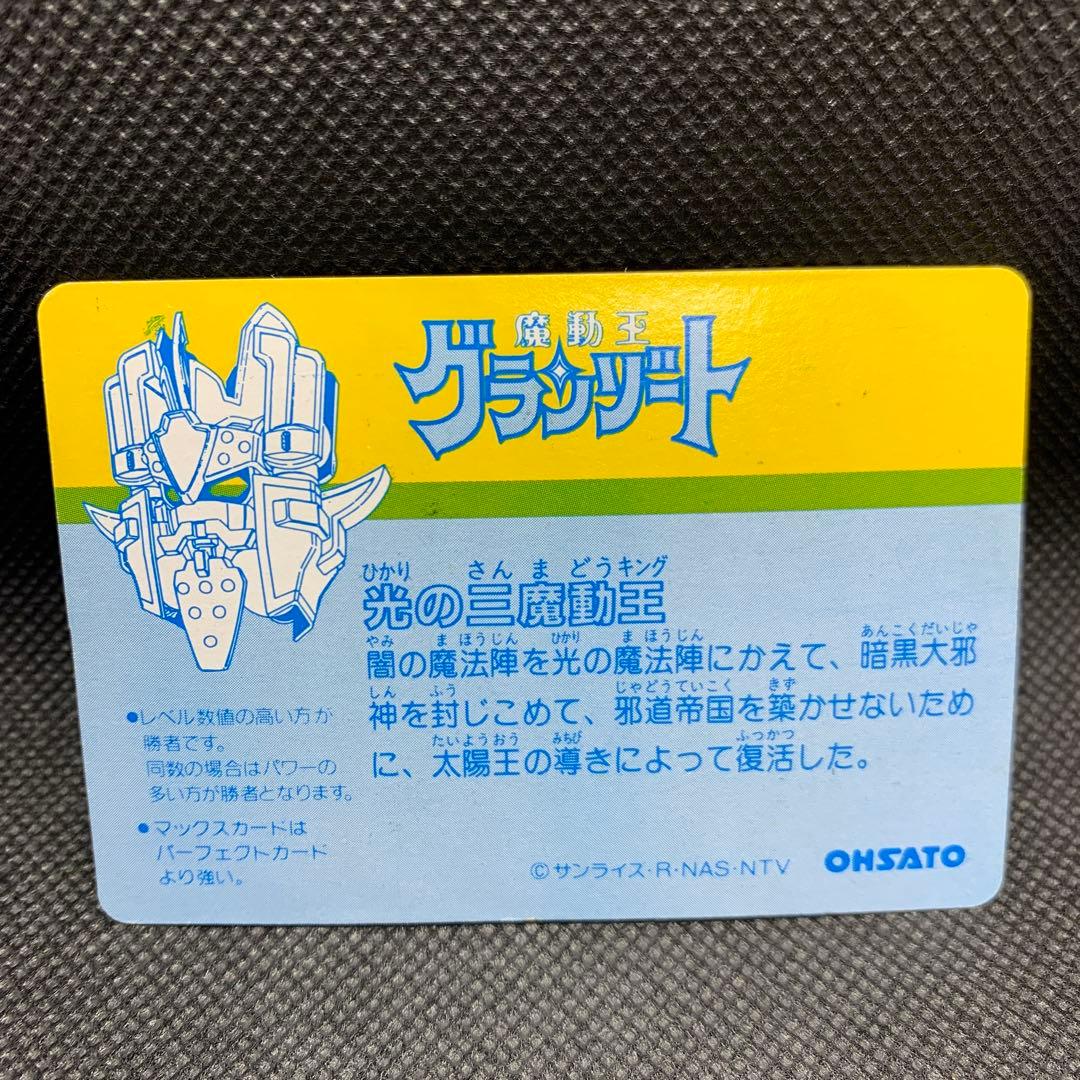 魔動王
グランゾート
ひかり さんまどうキング
光の三魔動王
やみ まほうじん ひかり まほうじん あんこくだいじゃ
闇の魔法陣を光の魔法陣にかえて、暗黒大邪
しん ふう じゃどうていこく きず
神を封じこめて、邪道帝国を築かせないため
たいようおう みちび ふっかつ
に、太陽王の導きによって復活した。
●レベル数値の高い方が
勝者です。
同数の場合はパワーの
多い方が勝者となります。
●マックスカードは
パーフェクトカード
より強い。
©サンライズ・R・NAS・NTV
OHSATO